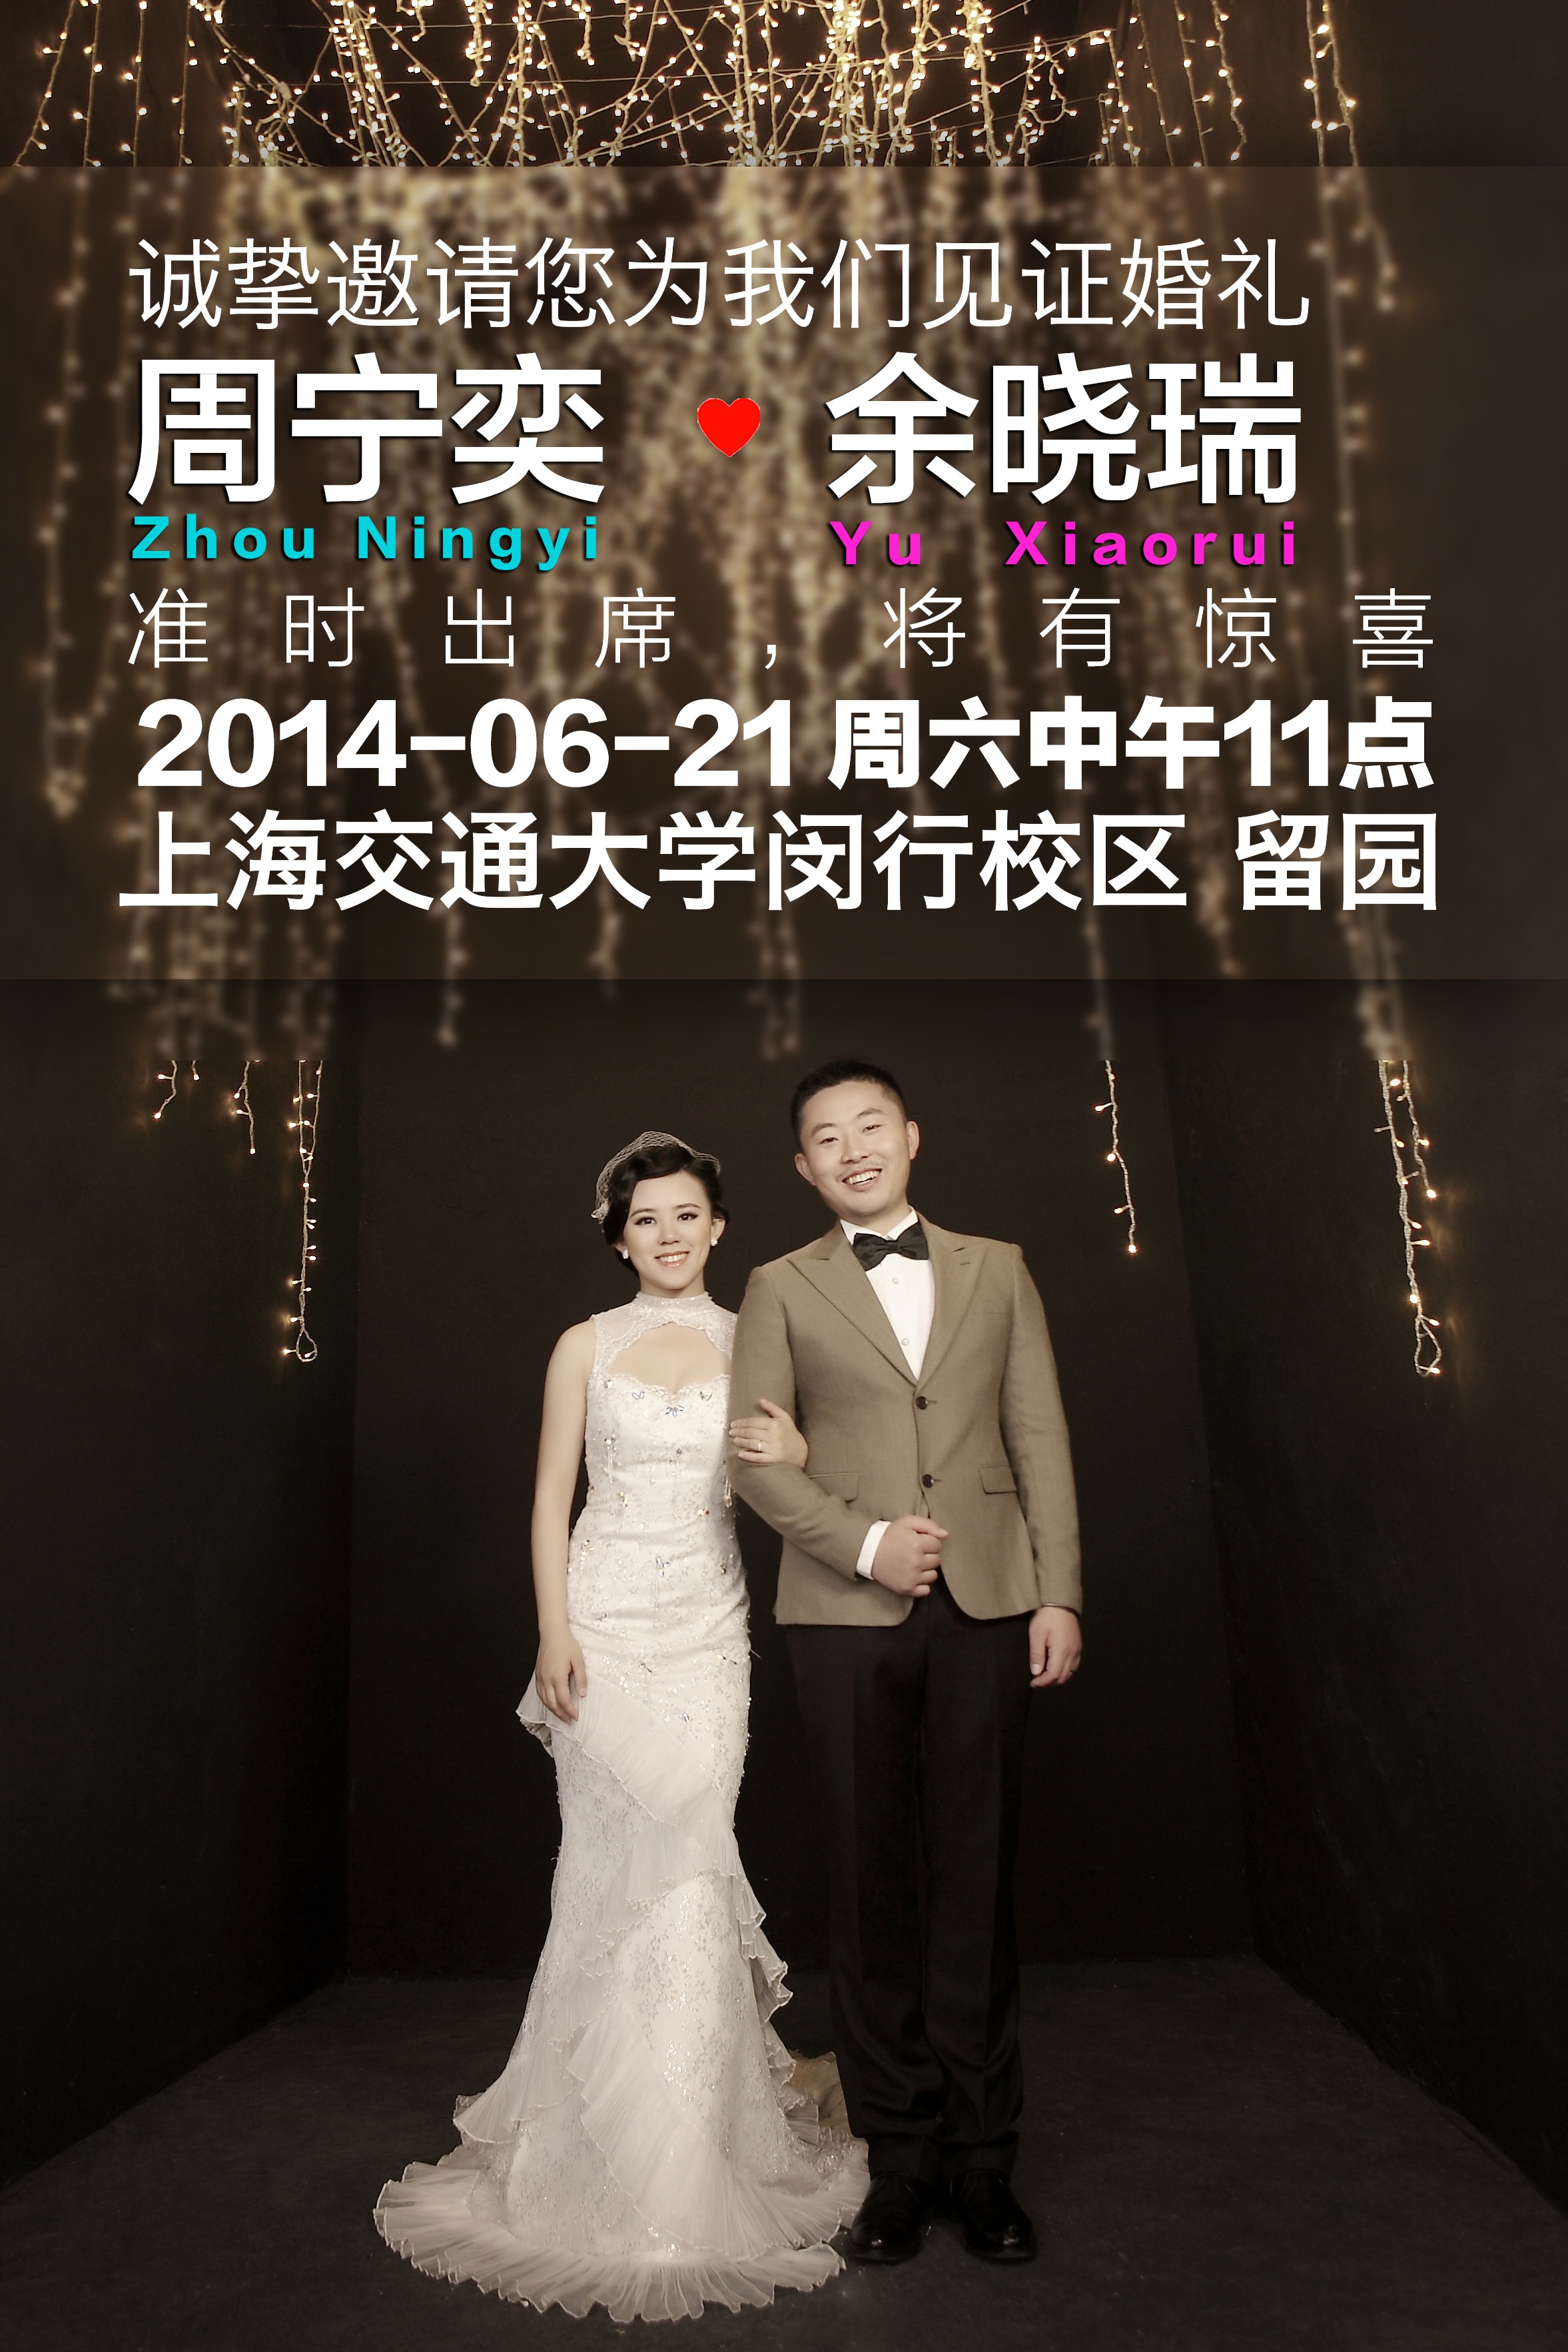 诚挚邀请您为我们见证婚礼
周宁奕 ♥ 余晓瑞
Zhou Ningyi Yu Xiaorui
准时出席，将有惊喜
2014-06-21 周六中午11点
上海交通大学闵行校区 留园